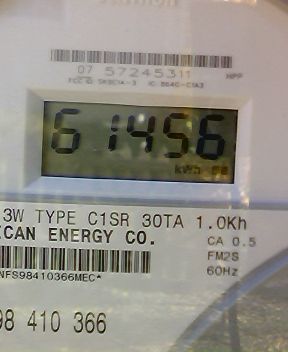 07 57245311 HPP
61456
kWh
3W TYPE C1SR 30TA 1.0Kh
ICAN ENERGY CO.
CA 0.5
FM2S
NFS98410366MEC*
60Hz
98 410 366